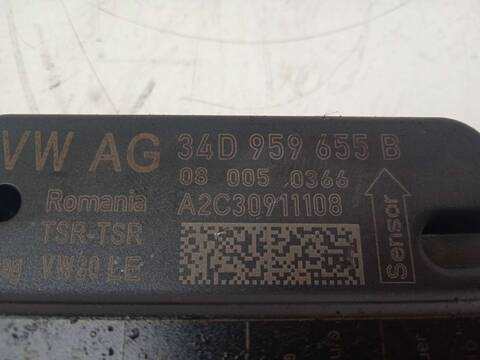 VW AG 34D 959 655 B
08 005 0366
Romania A2C30911108
TSR-TSR
VW20 LE
Sensor